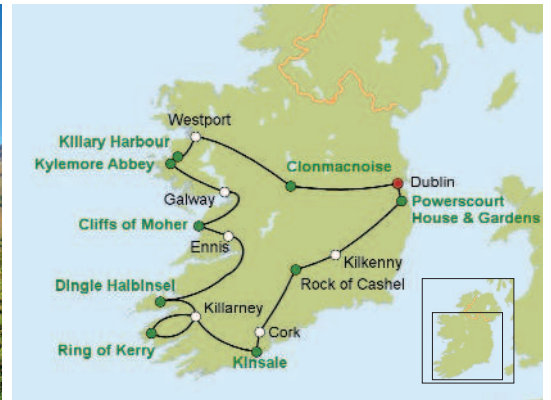 Westport
Killary Harbour
Kylemore Abbey
Clonmacnoise
Dublin
Powerscourt
House & Gardens
Galway
Cliffs of Moher
Ennis
Kilkenny
Rock of Cashel
Dingle Halbinsel
Killarney
Cork
Ring of Kerry
Kinsale